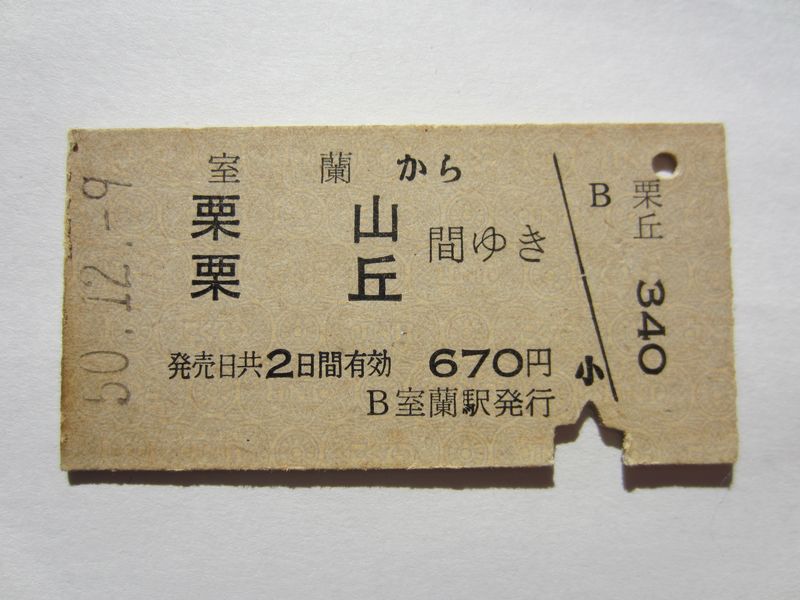 50.12.-9
室蘭から
栗山
栗丘
間ゆき
発売日共2日間有効 670円
B室蘭駅発行
小
B
栗丘
340